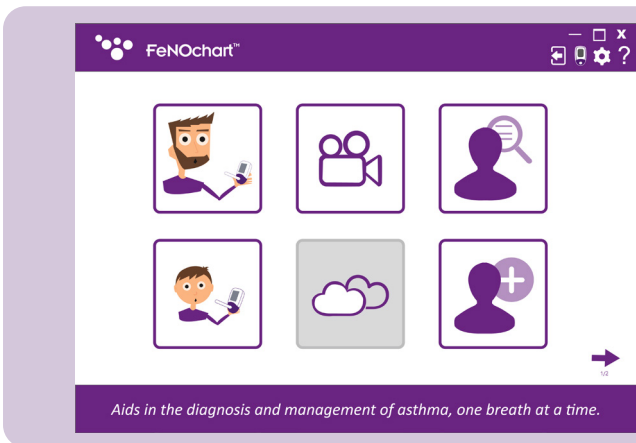 FeNOchart™
1/2
Aids in the diagnosis and management of asthma, one breath at a time.